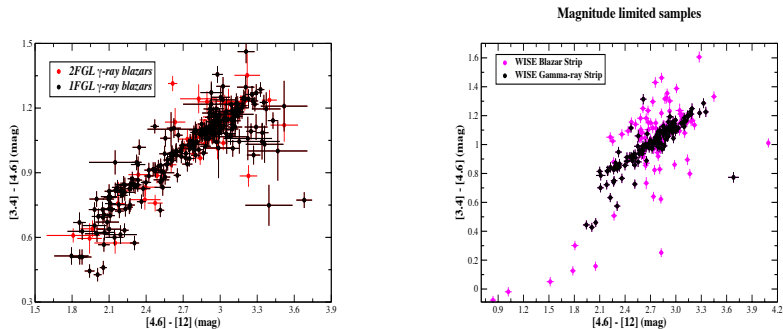 Magnitude limited samples
2FGL γ-ray blazars
1FGL γ-ray blazars
[3.4] - [4.6] (mag)
1.5
1.2
0.9
0.6
0.3
1.5 1.8 2.1 2.4 2.7 3 3.3 3.6 3.9
[4.6] - [12] (mag)
WISE Blazar Strip
WISE Gamma-ray Strip
[3.4] - [4.6] (mag)
1.6
1.4
1.2
1
0.8
0.6
0.4
0.2
0
0.9 1.2 1.5 1.8 2.1 2.4 2.7 3.0 3.3 3.6 3.9 4.2
[4.6] - [12] (mag)